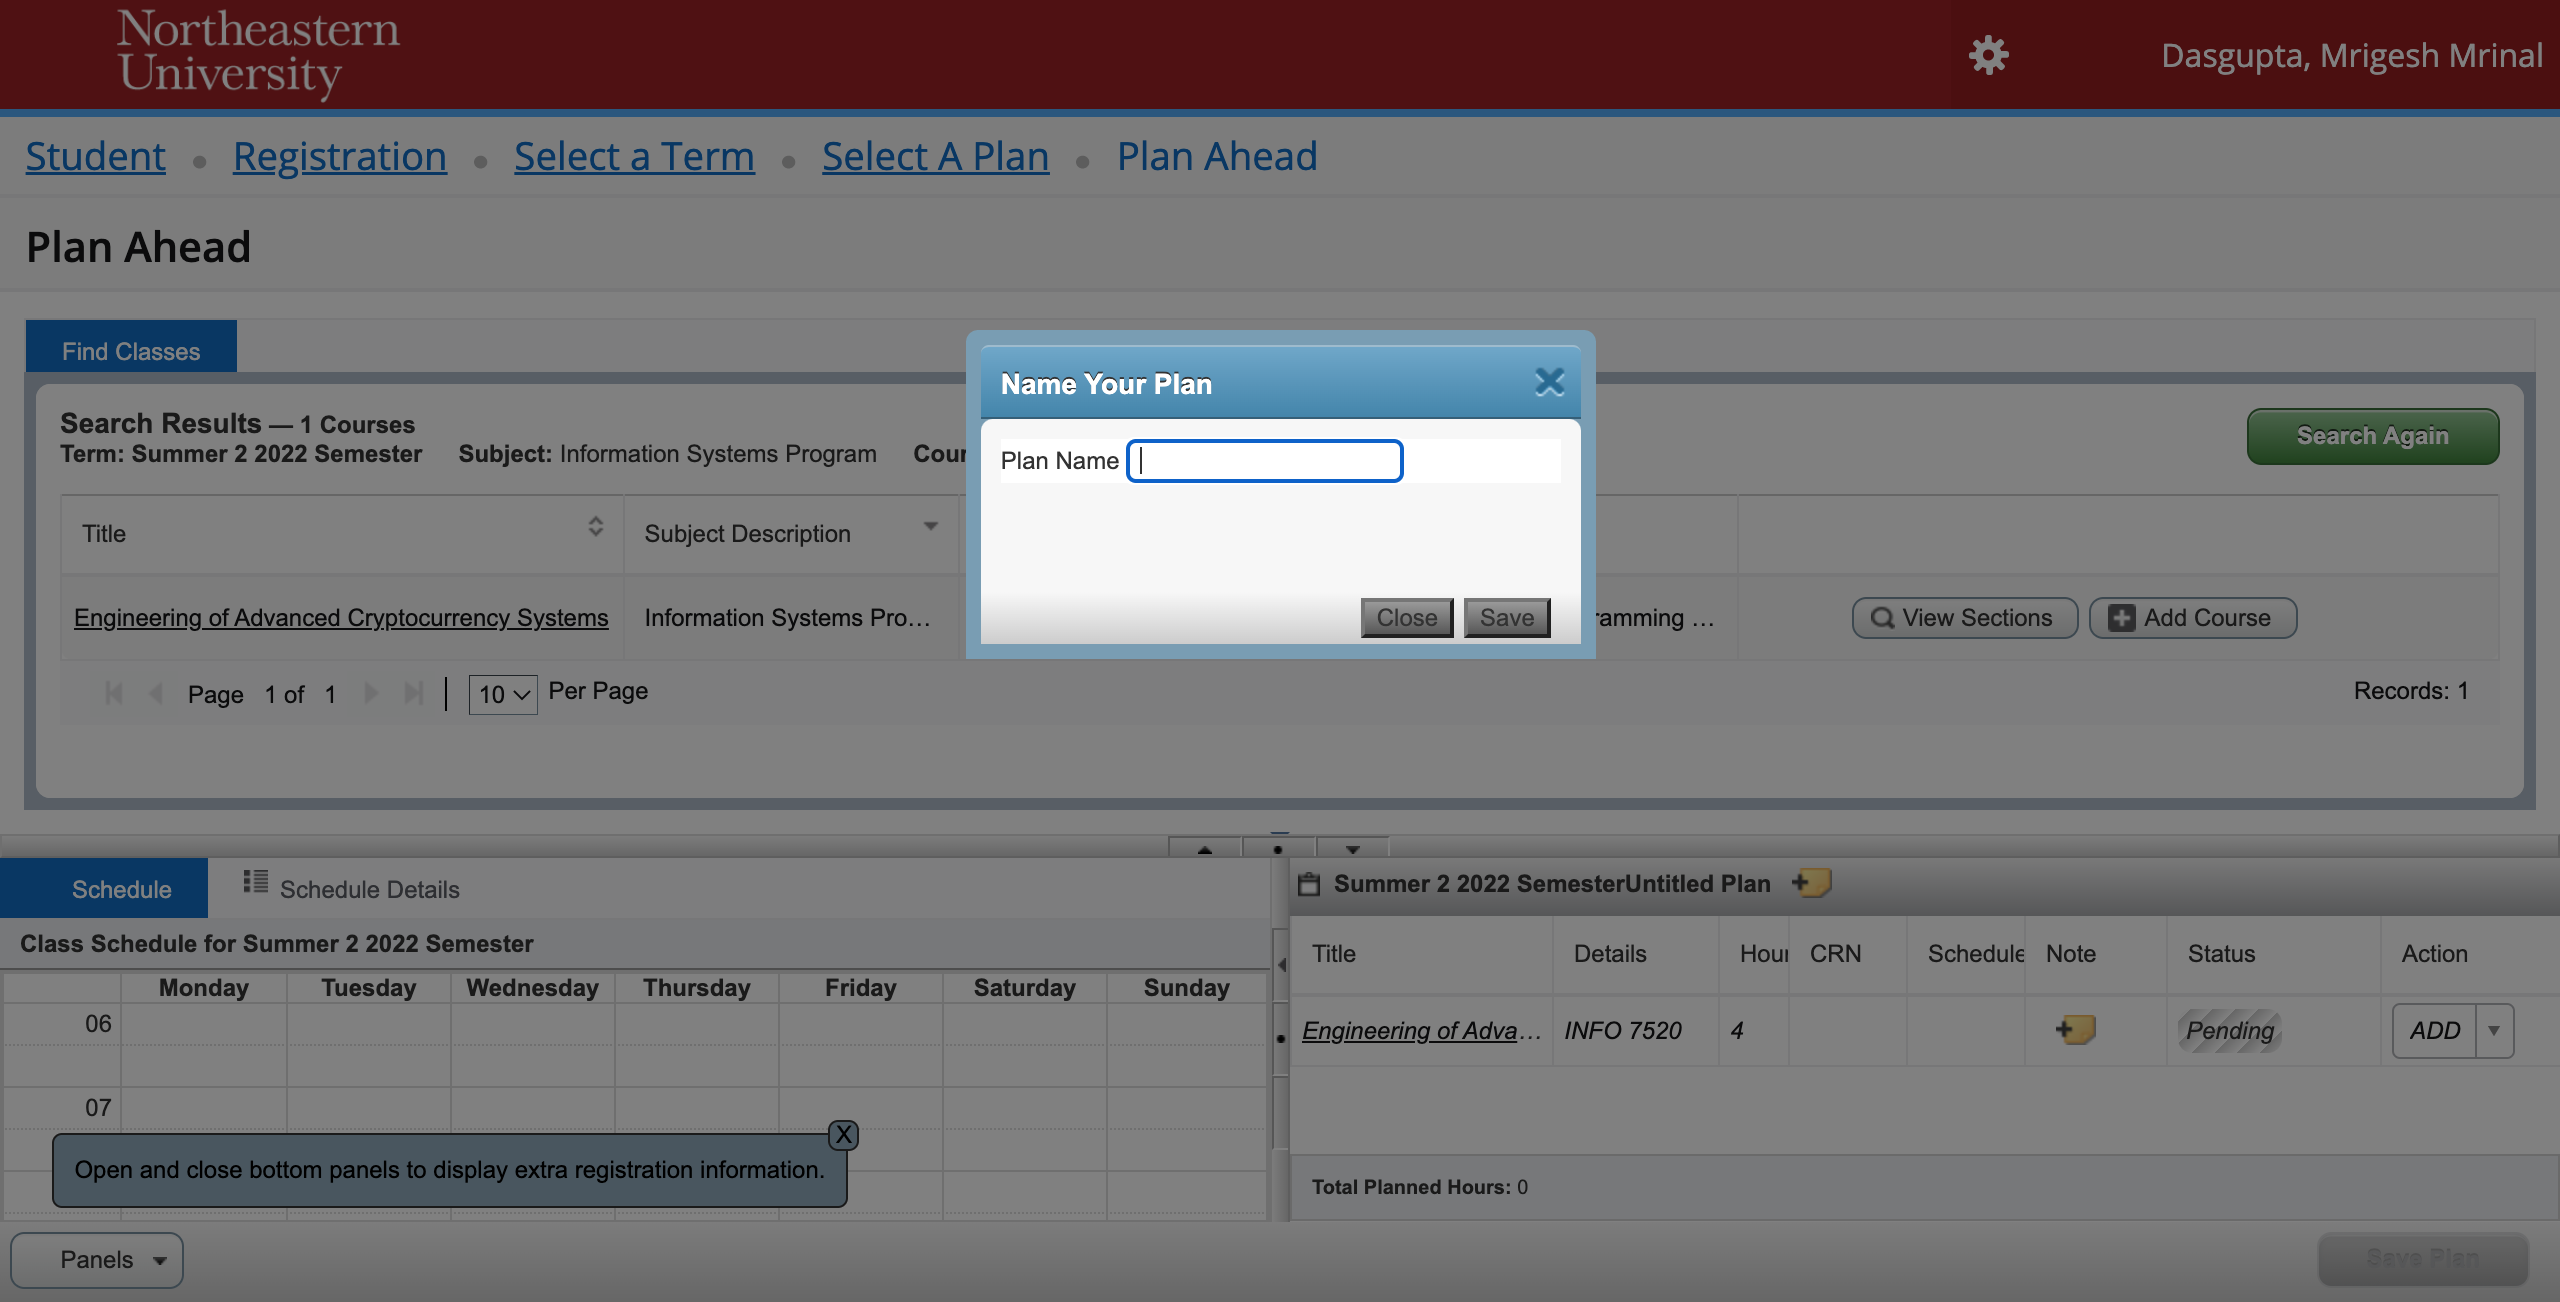 Northeastern
University
Dasgupta, Mrigesh Mrinal
Student • Registration • Select a Term • Select A Plan • Plan Ahead
Plan Ahead
Find Classes
Search Results — 1 Courses
Term: Summer 2 2022 Semester Subject: Information Systems Program Cour
Search Again
Name Your Plan
Plan Name
Close Save
Title Subject Description
Engineering of Advanced Cryptocurrency Systems Information Systems Pro... ramming ... View Sections Add Course
Page 1 of 1 10 Per Page Records: 1
Schedule Schedule Details
Class Schedule for Summer 2 2022 Semester
Monday Tuesday Wednesday Thursday Friday Saturday Sunday
06
07
X
Open and close bottom panels to display extra registration information.
Summer 2 2022 SemesterUntitled Plan
Title Details Hour CRN Schedule Note Status Action
Engineering of Adva... INFO 7520 4 Pending ADD
Total Planned Hours: 0
Panels Save Plan